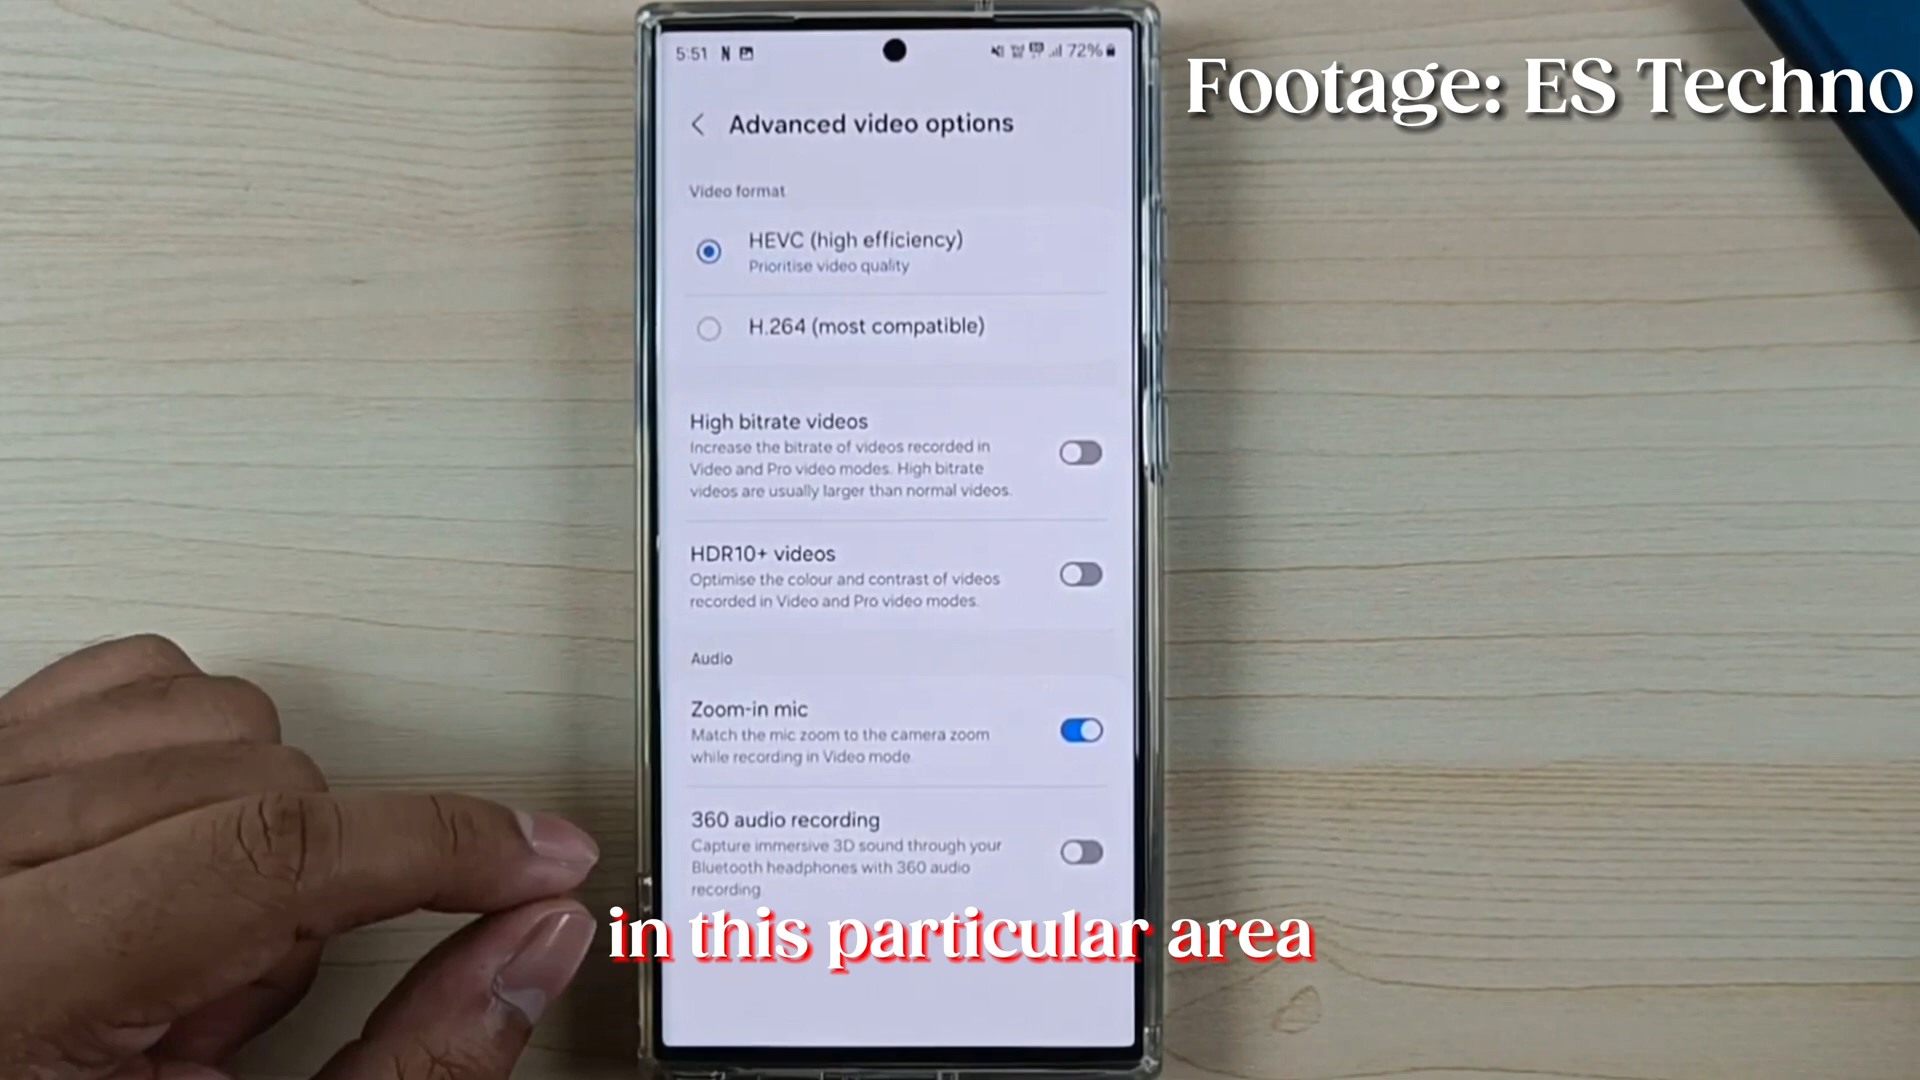 5:51 N
72%
Footage: ES Techno
Advanced video options
Video format
HEVC (high efficiency)
Prioritise video quality
H.264 (most compatible)
High bitrate videos
Increase the bitrate of videos recorded in
Video and Pro video modes. High bitrate
videos are usually larger than normal videos.
HDR10+ videos
Optimise the colour and contrast of videos
recorded in Video and Pro video modes.
Audio
Zoom-in mic
Match the mic zoom to the camera zoom
while recording in Video mode.
360 audio recording
Capture immersive 3D sound through your
Bluetooth headphones with 360 audio
recording.
in this particular area